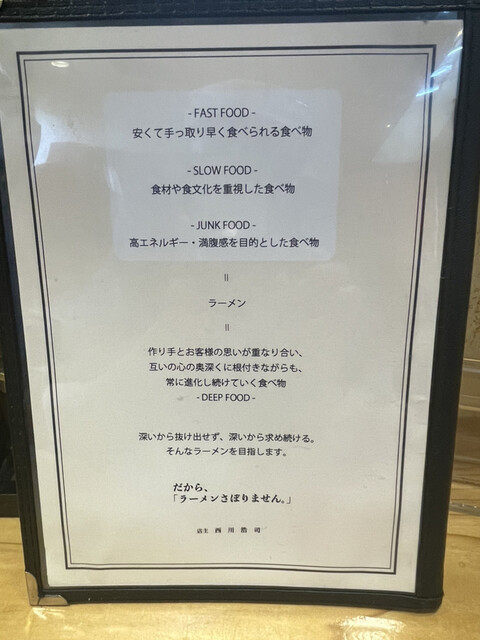 - FAST FOOD -
安くて手っ取り早く食べられる食べ物
- SLOW FOOD -
食材や食文化を重視した食べ物
- JUNK FOOD -
高エネルギー・満腹感を目的とした食べ物
=
ラーメン
=
作り手とお客様の思いが重なり合い、
互いの心の奥深くに根付きながらも、
常に進化し続けていく食べ物
- DEEP FOOD -
深いから抜け出せず、深いから求め続ける。
そんなラーメンを目指します。
だから、
「ラーメンさぼりません。」
店主 西川浩司